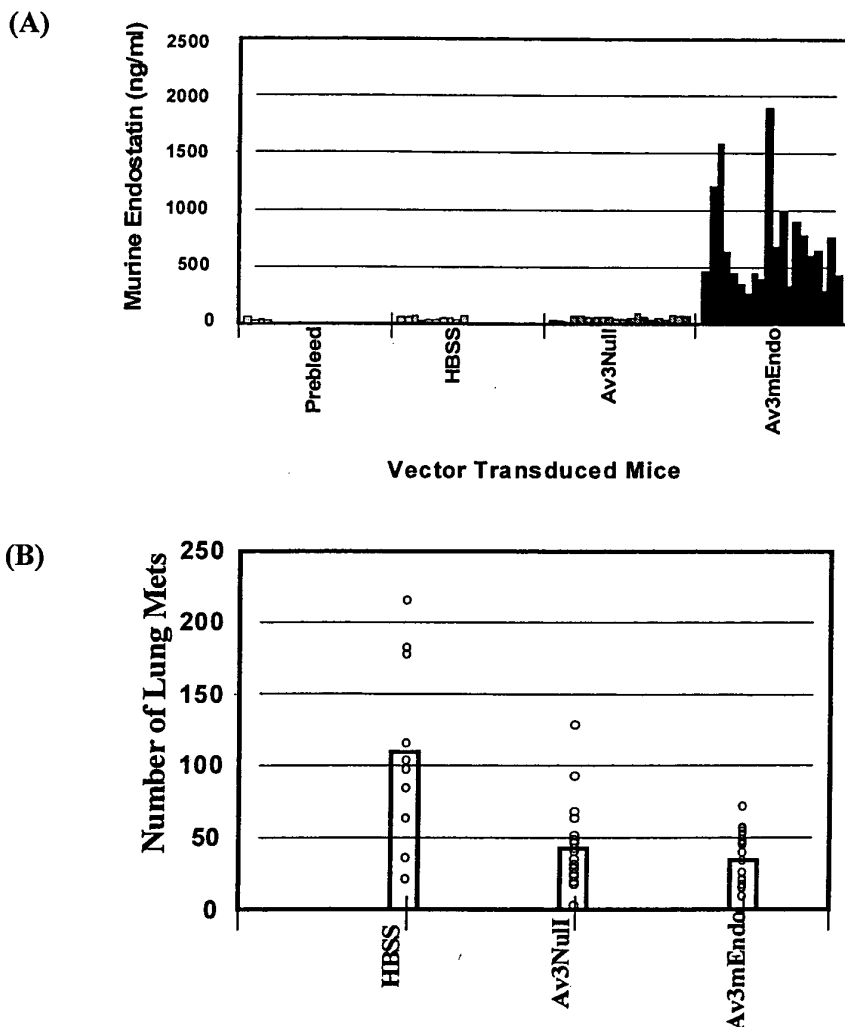 (A)
Murine Endostatin (ng/ml)
2500
2000
1500
1000
500
0
Prebleed
HBSS
Av3Null
Av3mEndo
Vector Transduced Mice
(B)
Number of Lung Mets
250
200
150
100
50
0
HBSS
Av3Null
Av3mEndo